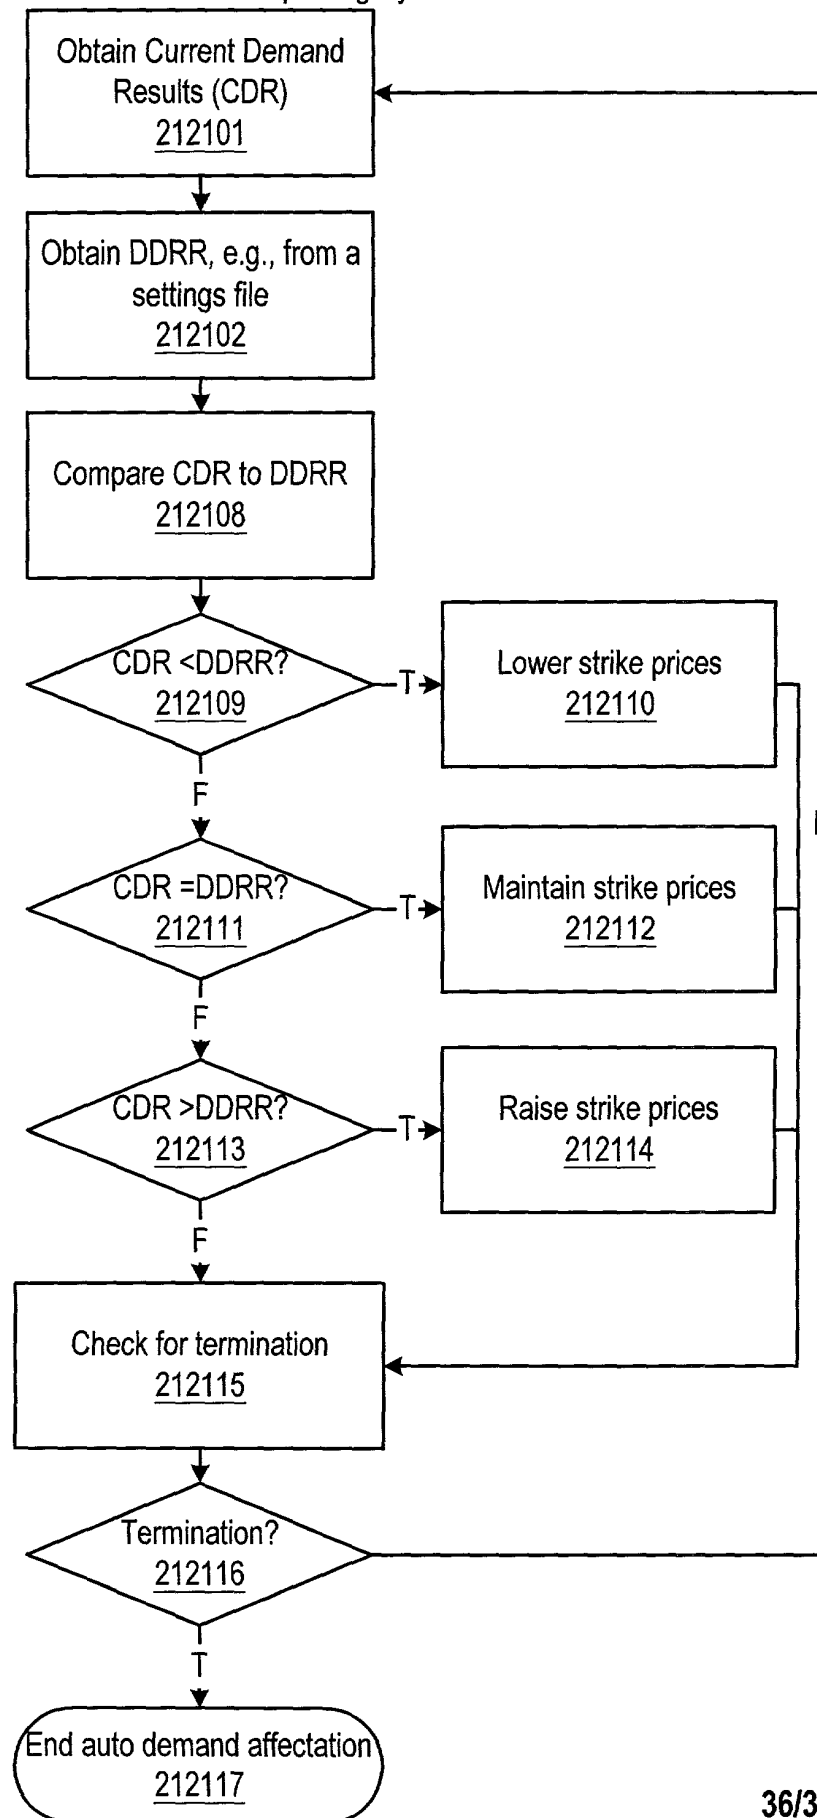 Obtain Current Demand
Results (CDR)
212101
Obtain DDRR, e.g., from a
settings file
212102
Compare CDR to DDRR
212108
CDR <DDRR?
212109
T
Lower strike prices
212110
F
CDR =DDRR?
212111
T
Maintain strike prices
212112
F
CDR >DDRR?
212113
T
Raise strike prices
212114
F
Check for termination
212115
Termination?
212116
T
End auto demand affectation
212117
36/3